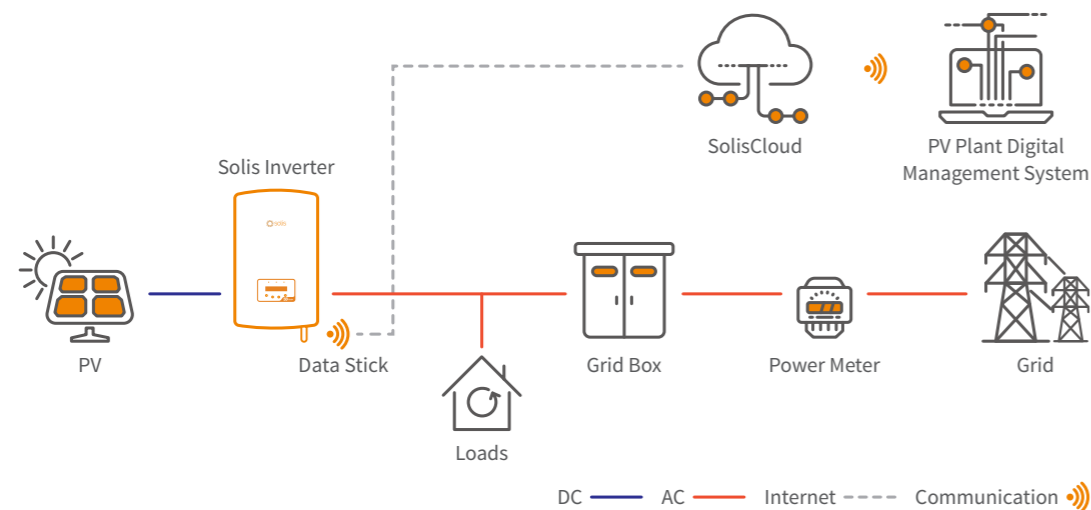 SolisCloud
PV Plant Digital
Management System
Solis Inverter
PV
Data Stick
Loads
Grid Box
Power Meter
Grid
DC
AC
Internet
Communication